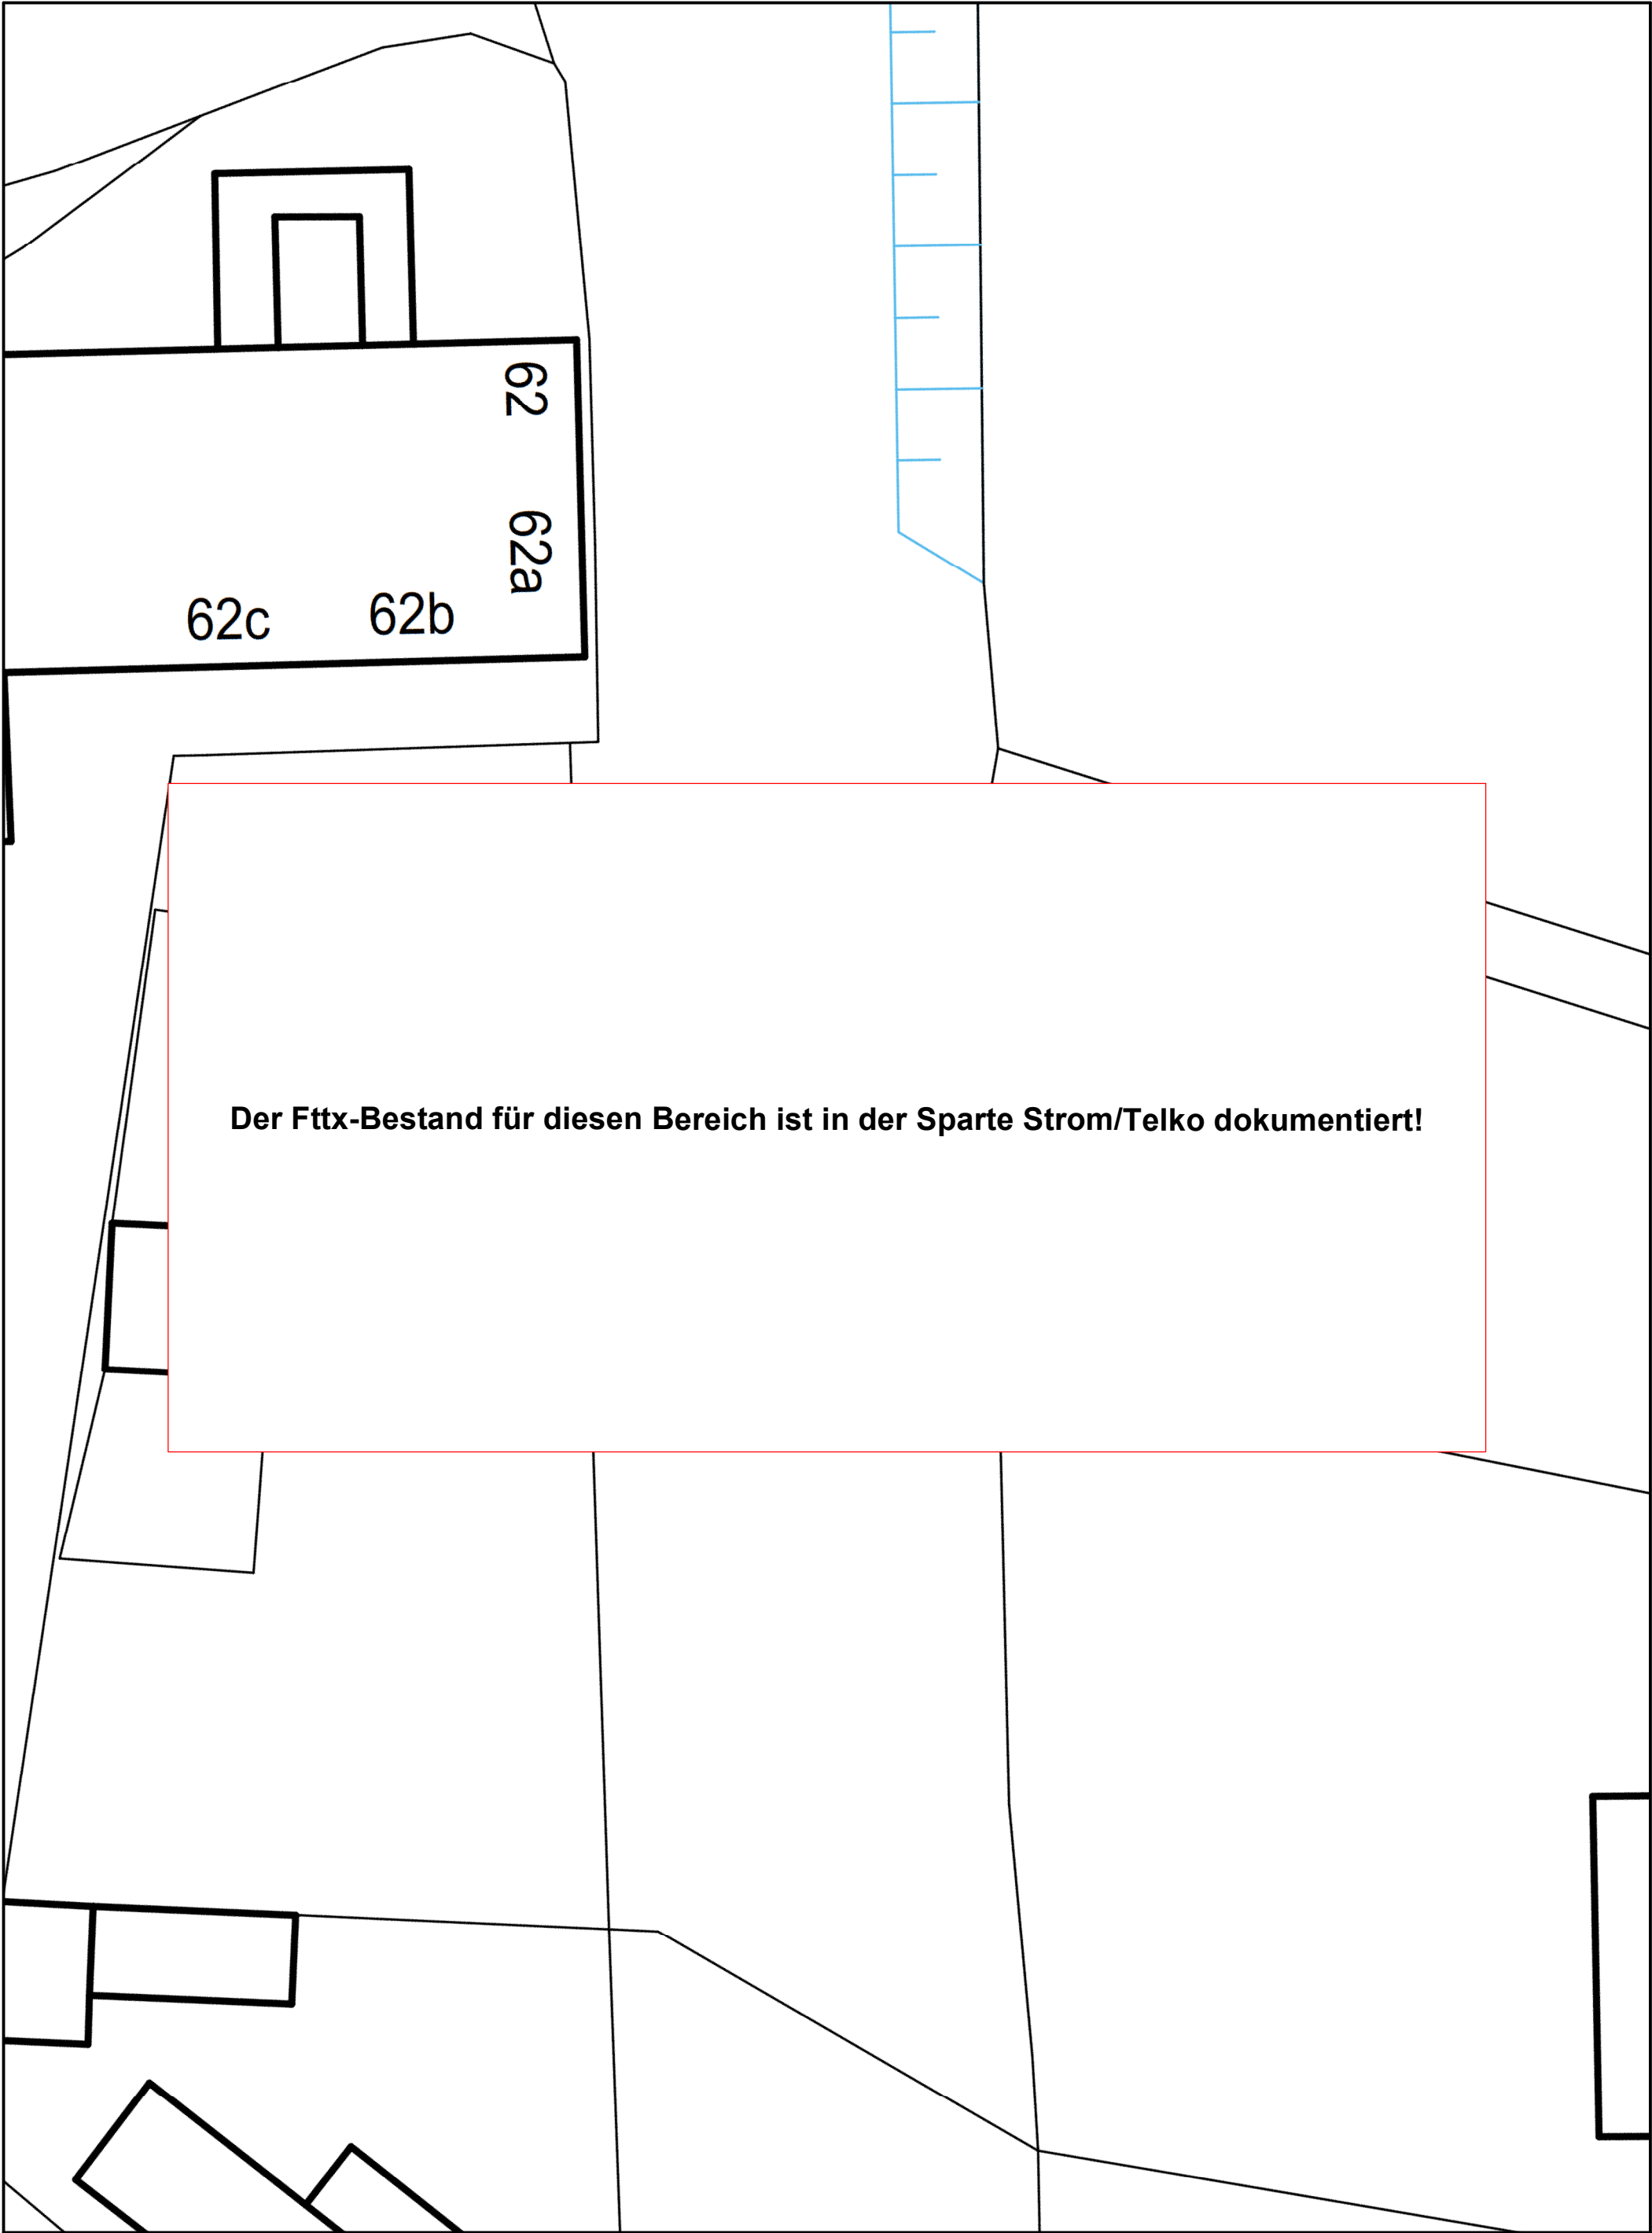 62
62a
62c
62b
Der Fttx-Bestand für diesen Bereich ist in der Sparte Strom/Telko dokumentiert!